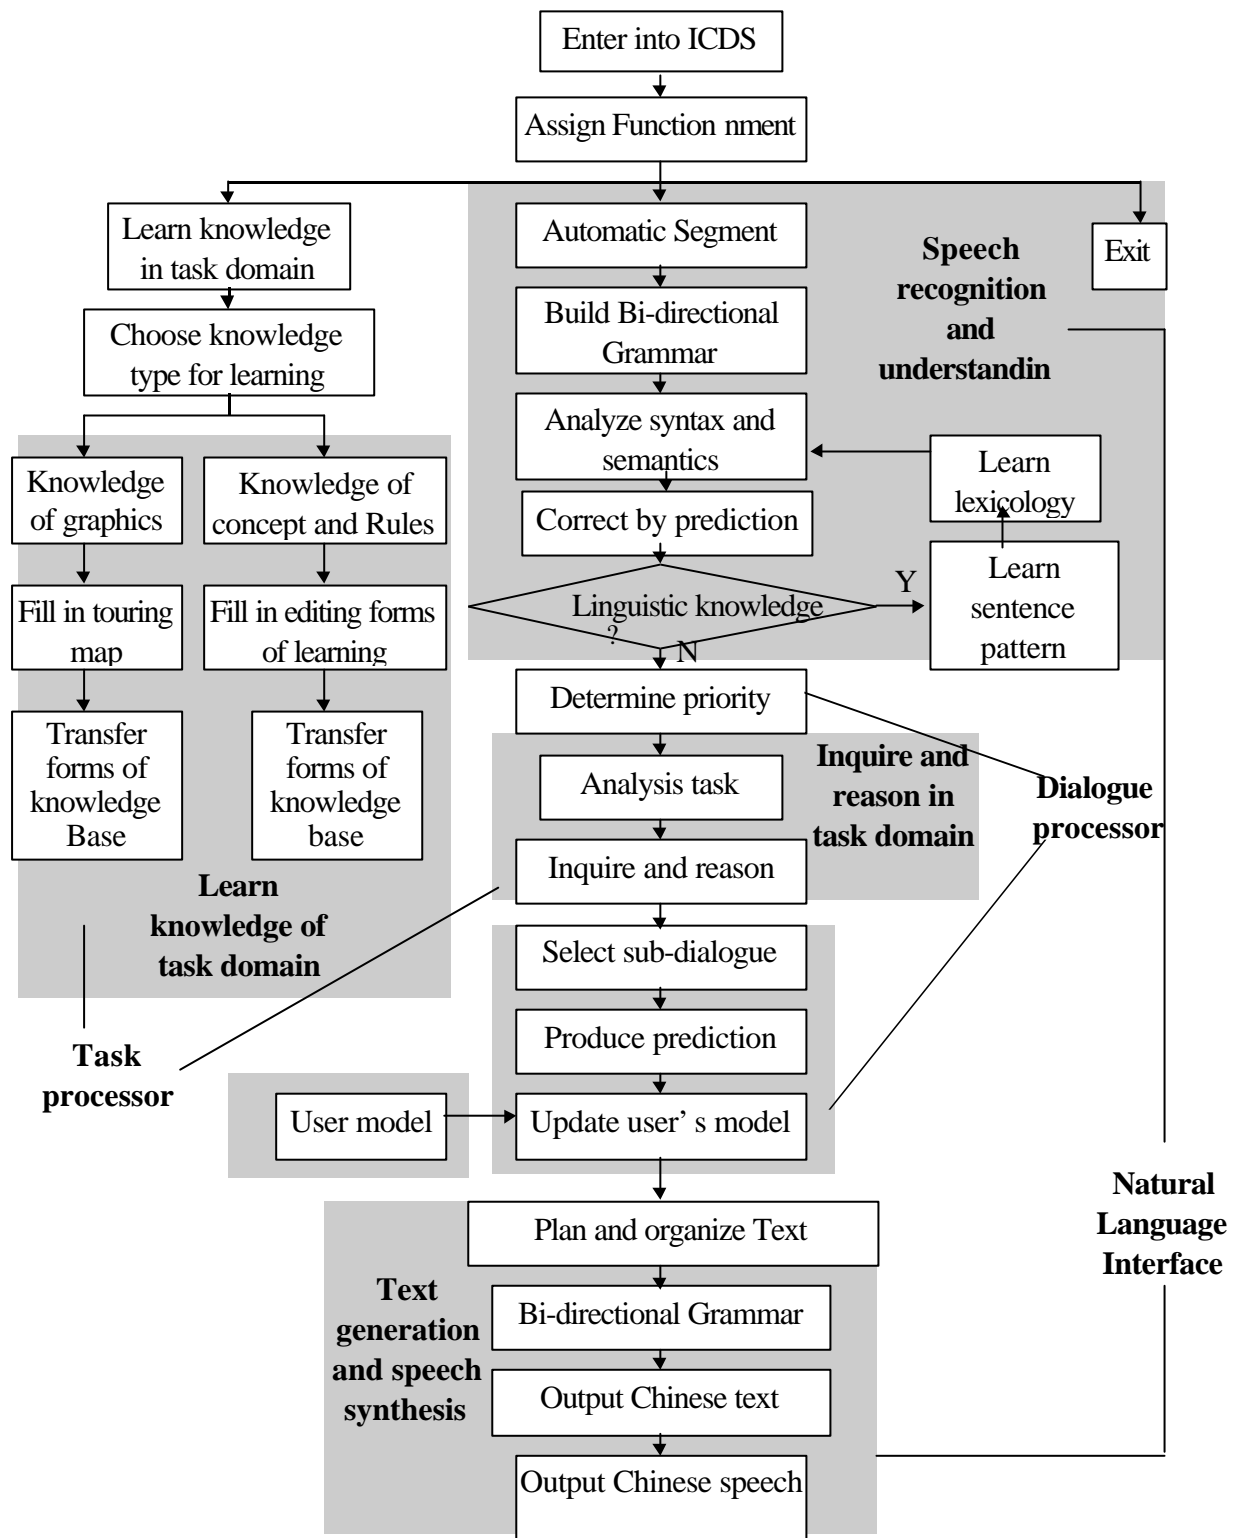 Enter into ICDS
Assign Function nment
Learn knowledge
in task domain
Automatic Segment
Exit
Speech
recognition
and
understandin
Choose knowledge
type for learning
Build Bi-directional
Grammar
Analyze syntax and
semantics
Learn
lexicology
Knowledge
of graphics
Knowledge of
concept and Rules
Correct by prediction
Linguistic knowledge
?
Y
N
Learn
sentence
pattern
Fill in touring
map
Fill in editing forms
of learning
Determine priority
Transfer
forms of
knowledge
Base
Transfer
forms of
knowledge
base
Analysis task
Inquire and
reason in
task domain
Dialogue
processor
Inquire and reason
Learn
knowledge of
task domain
Select sub-dialogue
Produce prediction
Task
processor
User model
Update user’ s model
Natural
Language
Interface
Plan and organize Text
Text
generation
and speech
synthesis
Bi-directional Grammar
Output Chinese text
Output Chinese speech